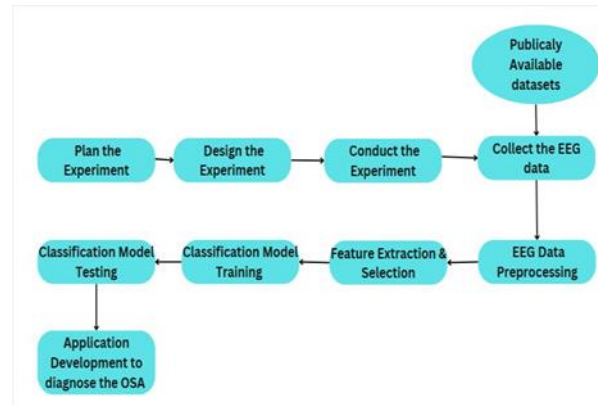 Publicaly
Available
datasets
Plan the
Experiment
Design the
Experiment
Conduct the
Experiment
Collect the EEG
data
EEG Data
Preprocessing
Feature Extraction &
Selection
Classification Model
Training
Classification Model
Testing
Application
Development to
diagnose the OSA